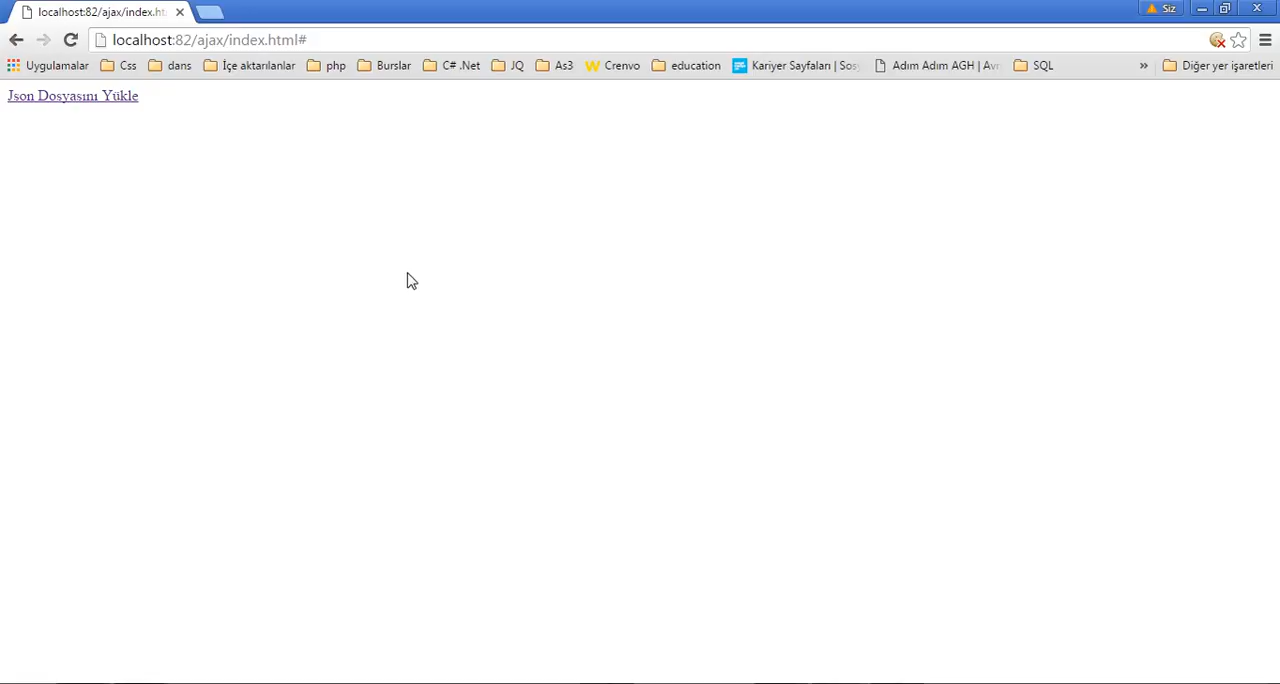 localhost:82/ajax/index.ht
Siz
localhost:82/ajax/index.html#
Uygulamalar Css dans İçe aktarılanlar php Burslar C# .Net JQ As3 Crenvo education Kariyer Sayfaları | Sos Adım Adım AGH | Avr SQL » Diğer yer işaretleri
Json Dosyasını Yükle